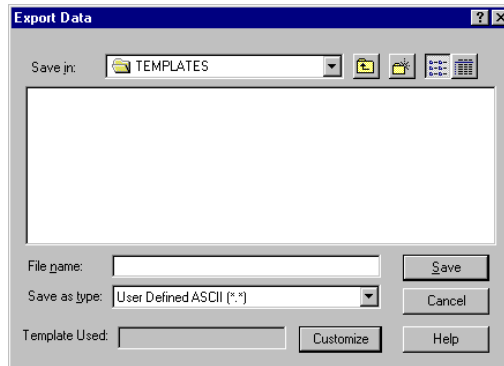 Export Data
Save in: TEMPLATES
File name: Save
Save as type: User Defined ASCII (*.*) Cancel
Template Used: Customize Help